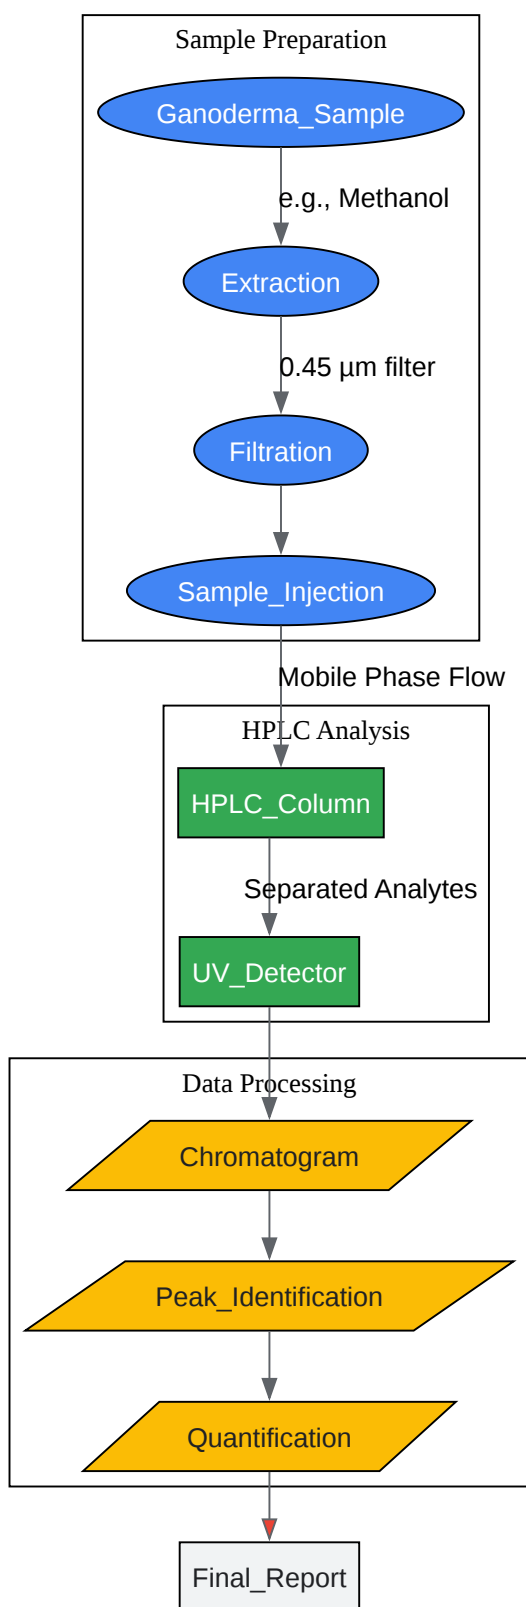 Sample Preparation
Ganoderma_Sample
e.g., Methanol
Extraction
0.45 µm filter
Filtration
Sample_Injection
Mobile Phase Flow
HPLC Analysis
HPLC_Column
Separated Analytes
UV_Detector
Data Processing
Chromatogram
Peak_Identification
Quantification
Final_Report